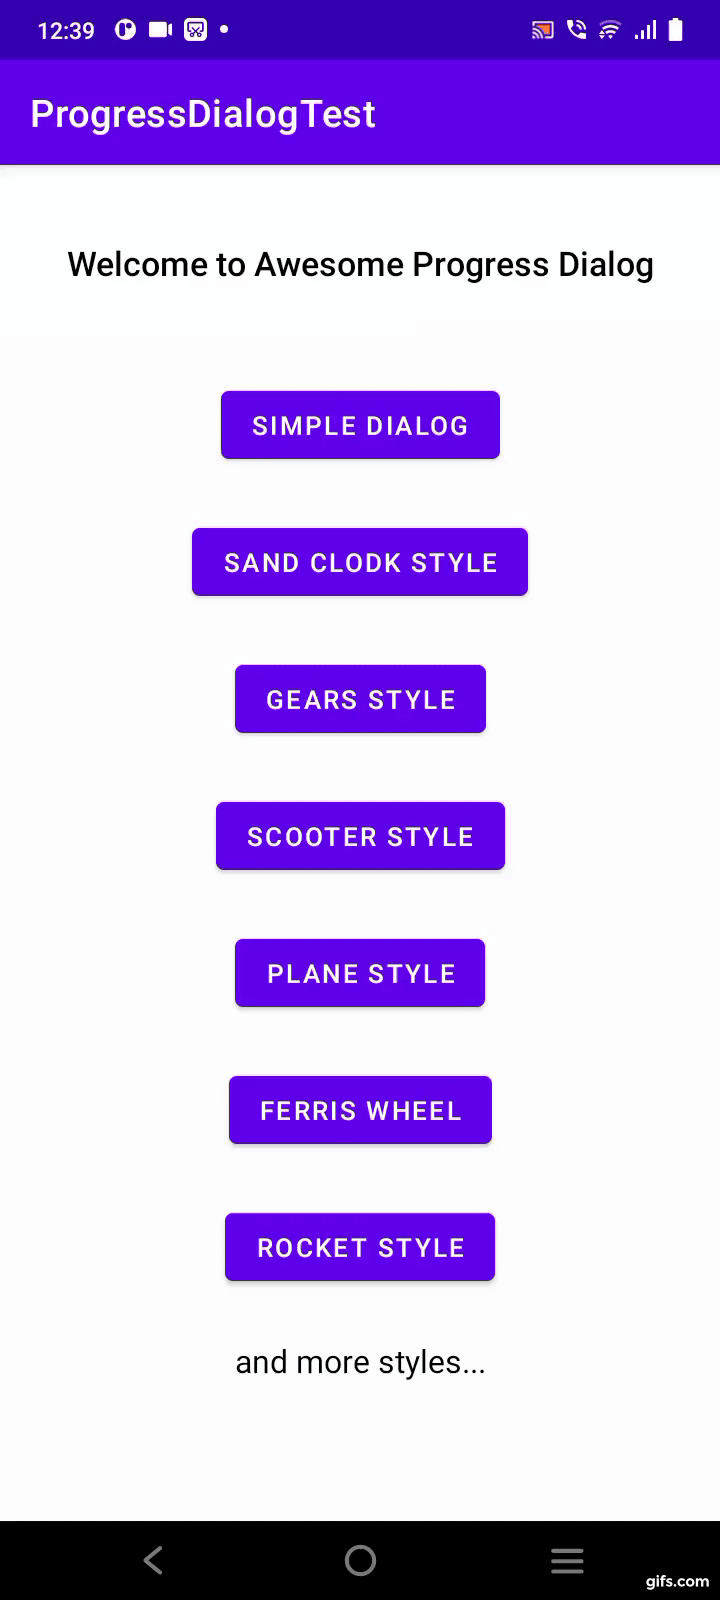 12:39
ProgressDialogTest
Welcome to Awesome Progress Dialog
SIMPLE DIALOG
SAND CLODK STYLE
GEARS STYLE
SCOOTER STYLE
PLANE STYLE
FERRIS WHEEL
ROCKET STYLE
and more styles...
gifs.com